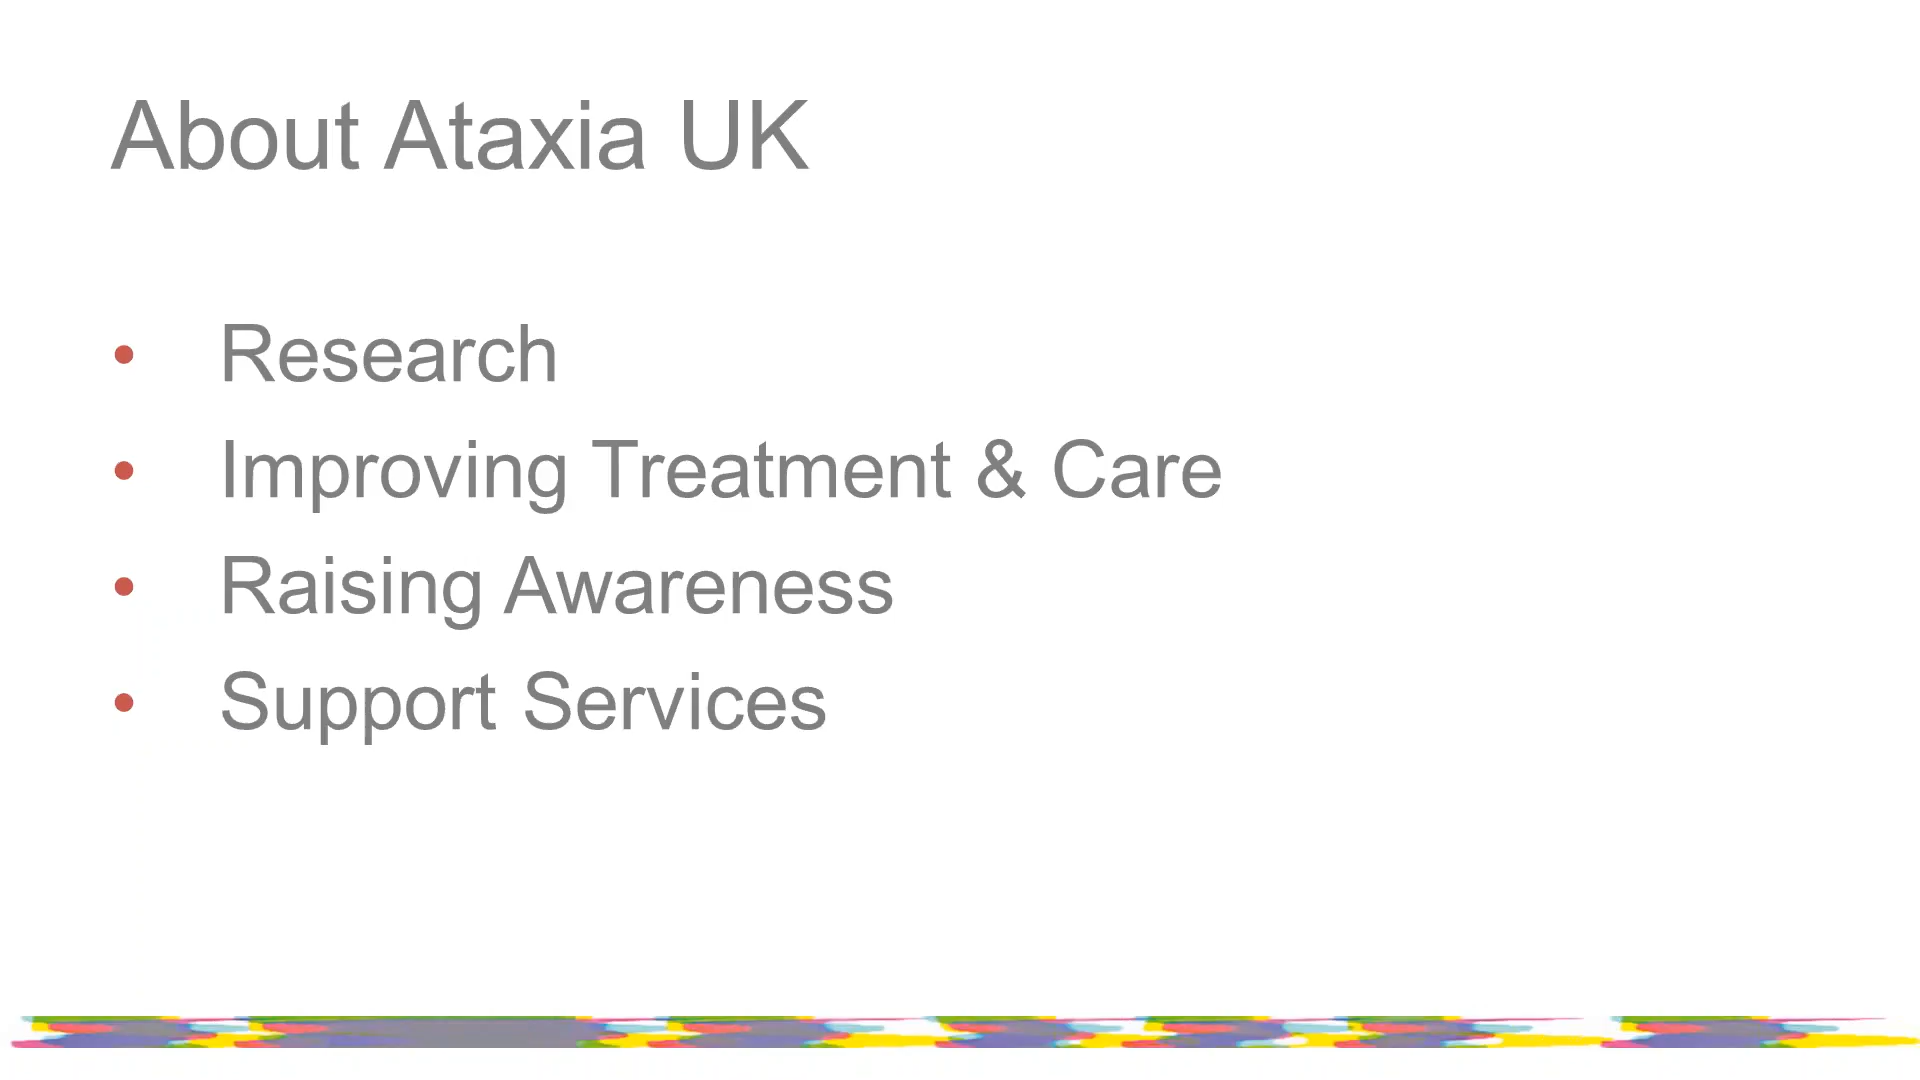 About Ataxia UK
• Research
• Improving Treatment & Care
• Raising Awareness
• Support Services